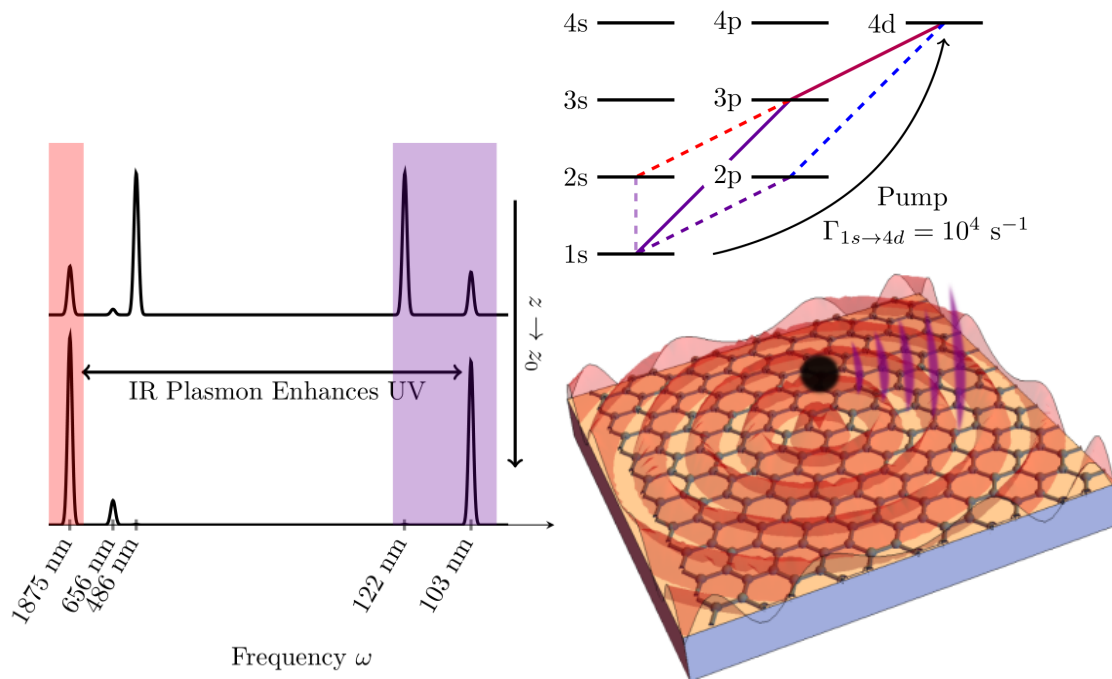 4s
4p
4d
3s
3p
2s
2p
1s
Pump
Γ1s→4d = 10⁴ s⁻¹
z → z0
IR Plasmon Enhances UV
1875 nm
656 nm
486 nm
122 nm
103 nm
Frequency ω